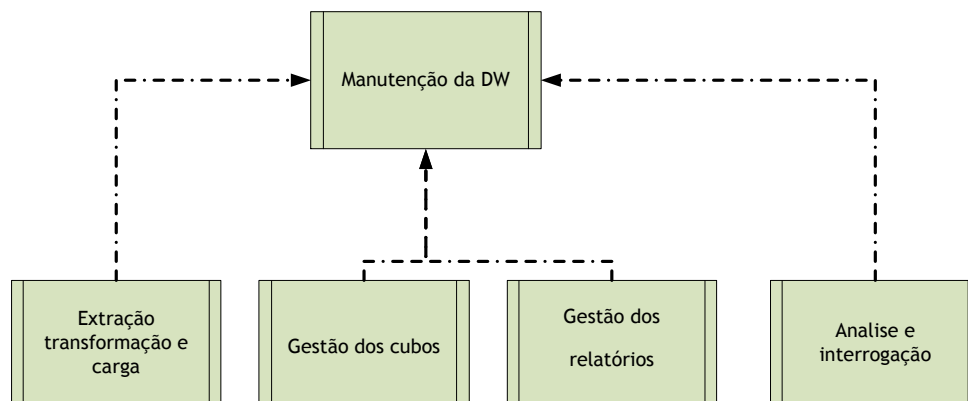 Manutenção da DW
Extração
transformação e
carga
Gestão dos cubos
Gestão dos
relatórios
Analise e
interrogação